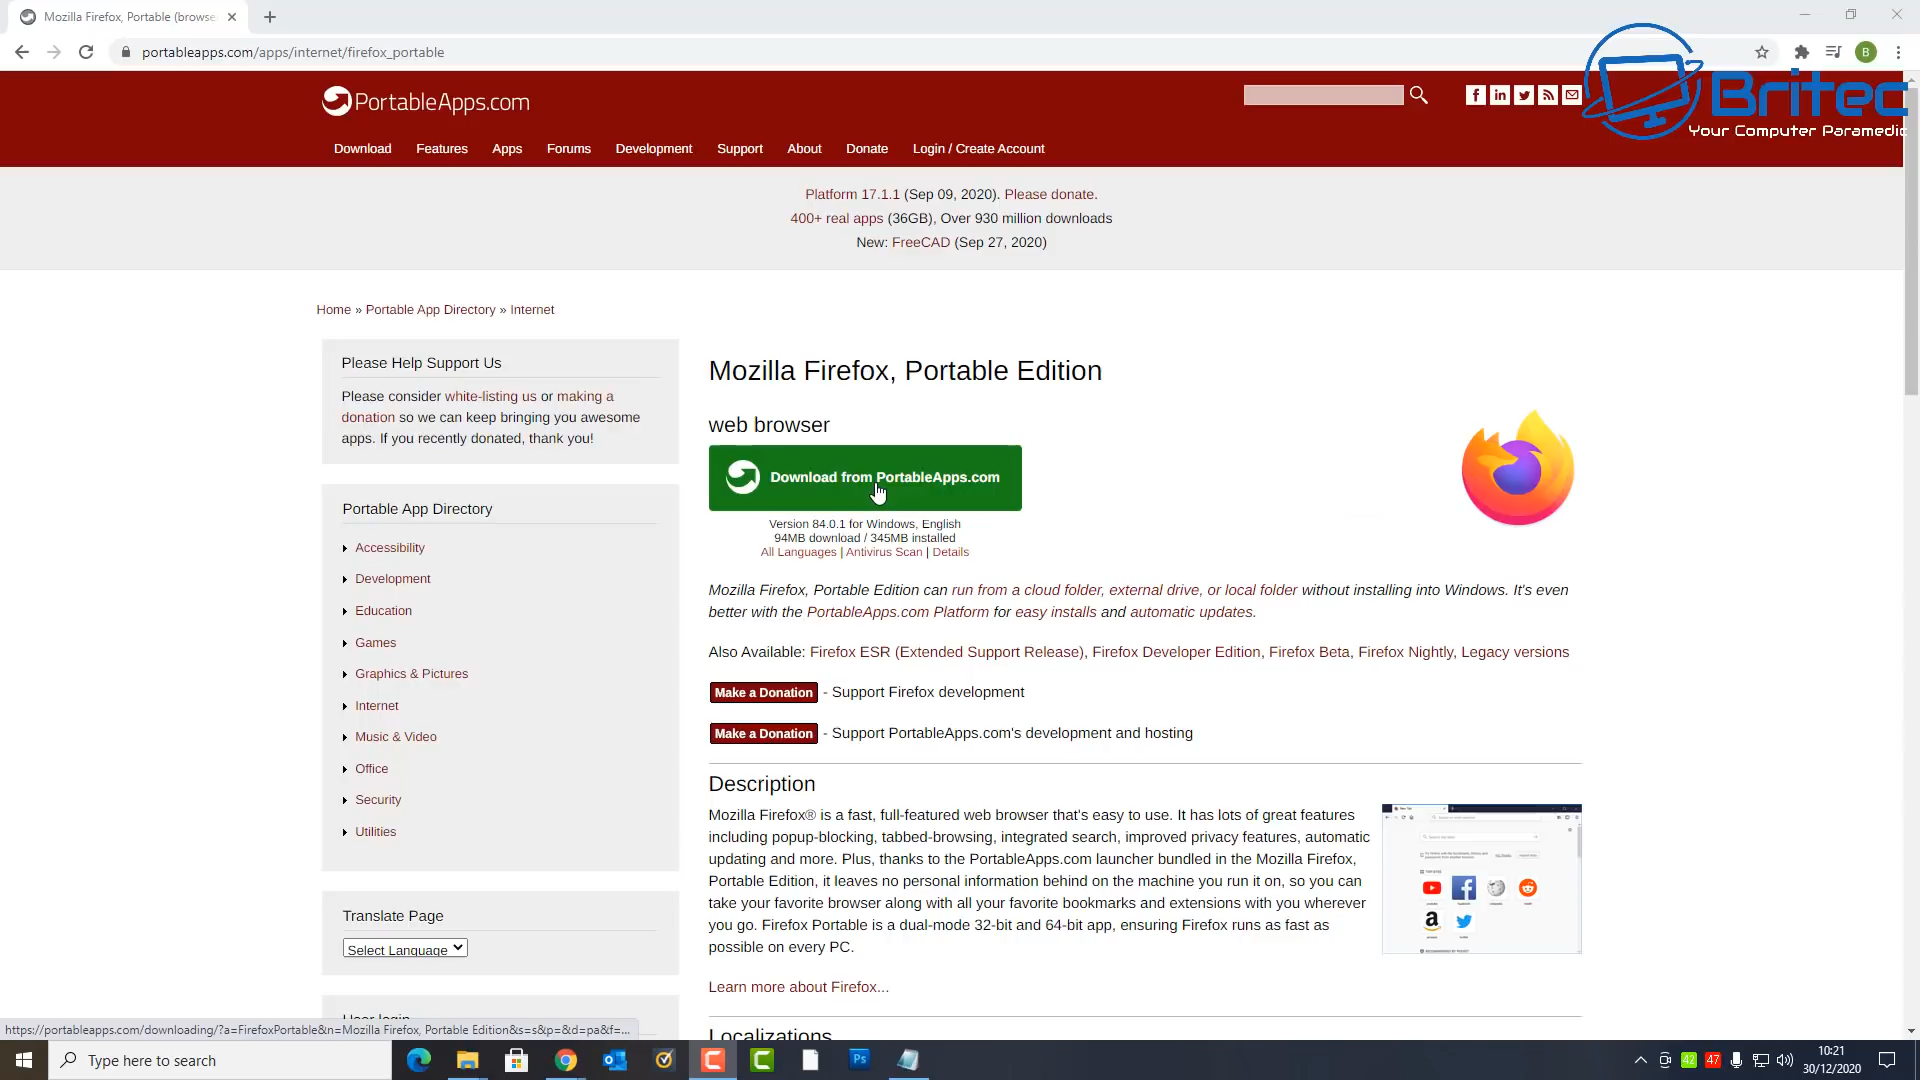 Mozilla Firefox, Portable (browse
portableapps.com/apps/internet/firefox_portable
B
Britec
Your Computer Paramedic
PortableApps.com
Download Features Apps Forums Development Support About Donate Login / Create Account
Platform 17.1.1 (Sep 09, 2020). Please donate.
400+ real apps (36GB), Over 930 million downloads
New: FreeCAD (Sep 27, 2020)
Home » Portable App Directory » Internet
Please Help Support Us
Please consider white-listing us or making a
donation so we can keep bringing you awesome
apps. If you recently donated, thank you!
Portable App Directory
Accessibility
Development
Education
Games
Graphics & Pictures
Internet
Music & Video
Office
Security
Utilities
Translate Page
Select Language
User login
Mozilla Firefox, Portable Edition
web browser
Download from PortableApps.com
Version 84.0.1 for Windows, English
94MB download / 345MB installed
All Languages | Antivirus Scan | Details
Mozilla Firefox, Portable Edition can run from a cloud folder, external drive, or local folder without installing into Windows. It's even
better with the PortableApps.com Platform for easy installs and automatic updates.
Also Available: Firefox ESR (Extended Support Release), Firefox Developer Edition, Firefox Beta, Firefox Nightly, Legacy versions
Make a Donation - Support Firefox development
Make a Donation - Support PortableApps.com's development and hosting
Description
Mozilla Firefox® is a fast, full-featured web browser that's easy to use. It has lots of great features
including popup-blocking, tabbed-browsing, integrated search, improved privacy features, automatic
updating and more. Plus, thanks to the PortableApps.com launcher bundled in the Mozilla Firefox,
Portable Edition, it leaves no personal information behind on the machine you run it on, so you can
take your favorite browser along with all your favorite bookmarks and extensions with you wherever
you go. Firefox Portable is a dual-mode 32-bit and 64-bit app, ensuring Firefox runs as fast as
possible on every PC.
Learn more about Firefox...
Localizations
https://portableapps.com/downloading/?a=FirefoxPortable&n=Mozilla Firefox, Portable Edition&s=s&p=&d=pa&f=...
Type here to search
Ps
42 47
10:21
30/12/2020